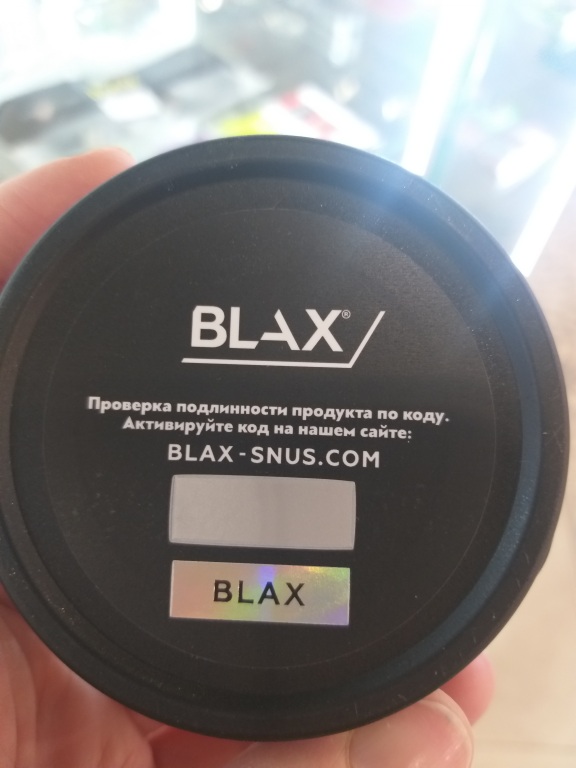 BLAX®
Проверка подлинности продукта по коду.
Активируйте код на нашем сайте:
BLAX-SNUS.COM
BLAX